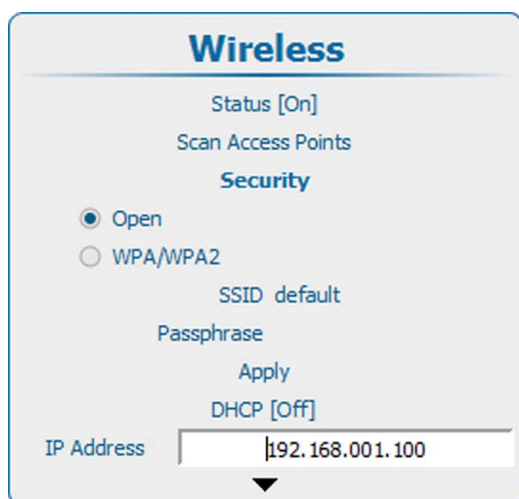 Wireless
Status [On]
Scan Access Points
Security
Open
WPA/WPA2
SSID default
Passphrase
Apply
DHCP [Off]
IP Address 192.168.001.100